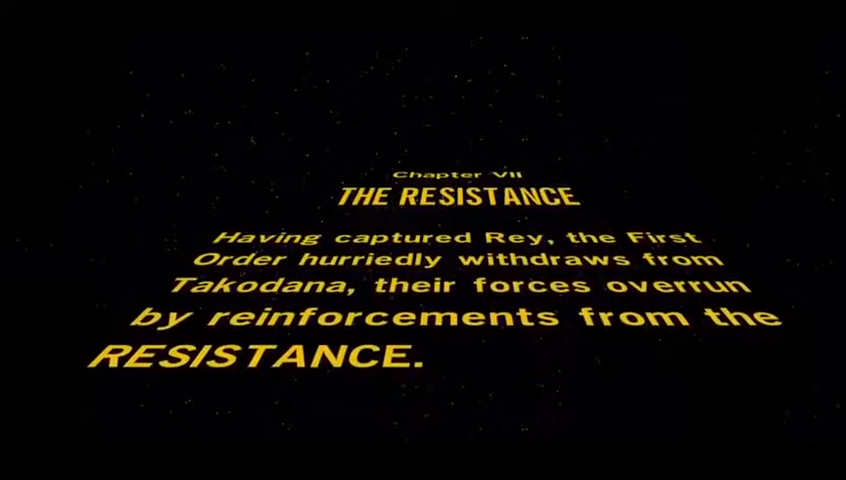 Chapter VII
THE RESISTANCE
Having captured Rey, the First
Order hurriedly withdraws from
Takodana, their forces overrun
by reinforcements from the
RESISTANCE.